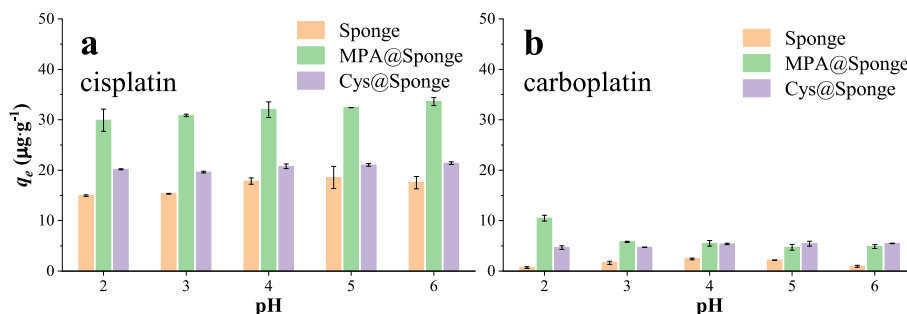 a
cisplatin
Sponge
MPA@Sponge
Cys@Sponge
50
40
30
20
10
0
qₑ (μg·g⁻¹)
2 3 4 5 6
pH
b
carboplatin
Sponge
MPA@Sponge
Cys@Sponge
50
40
30
20
10
0
2 3 4 5 6
pH